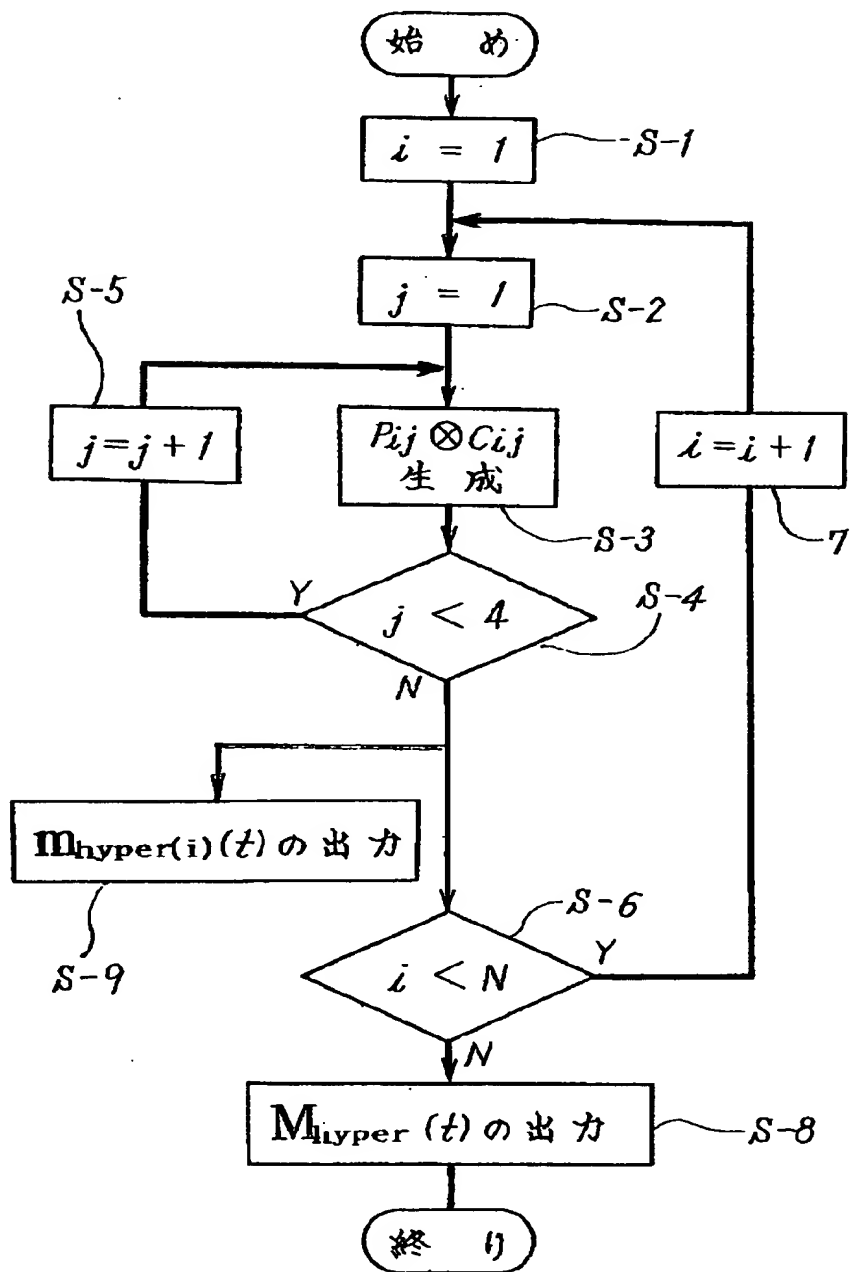 始め
i = 1
S-1
j = 1
S-2
S-5
j=j+1
Pij⊗Cij
生成
S-3
i=i+1
7
Y
j < 4
S-4
N
mhyper(i)(t)の出力
S-9
S-6
i < N
Y
N
Mhyper(t)の出力
S-8
終り